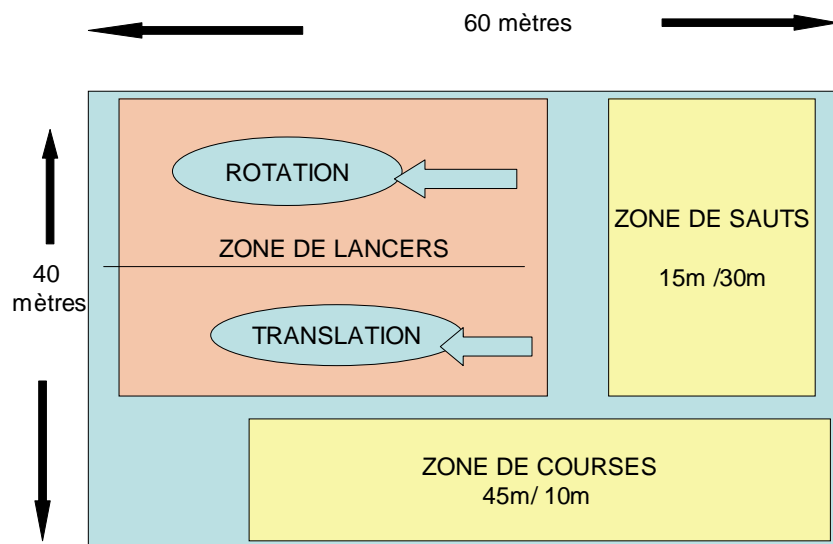 60 mètres
ROTATION
ZONE DE LANCERS
TRANSLATION
ZONE DE SAUTS
15m /30m
40
mètres
ZONE DE COURSES
45m/ 10m